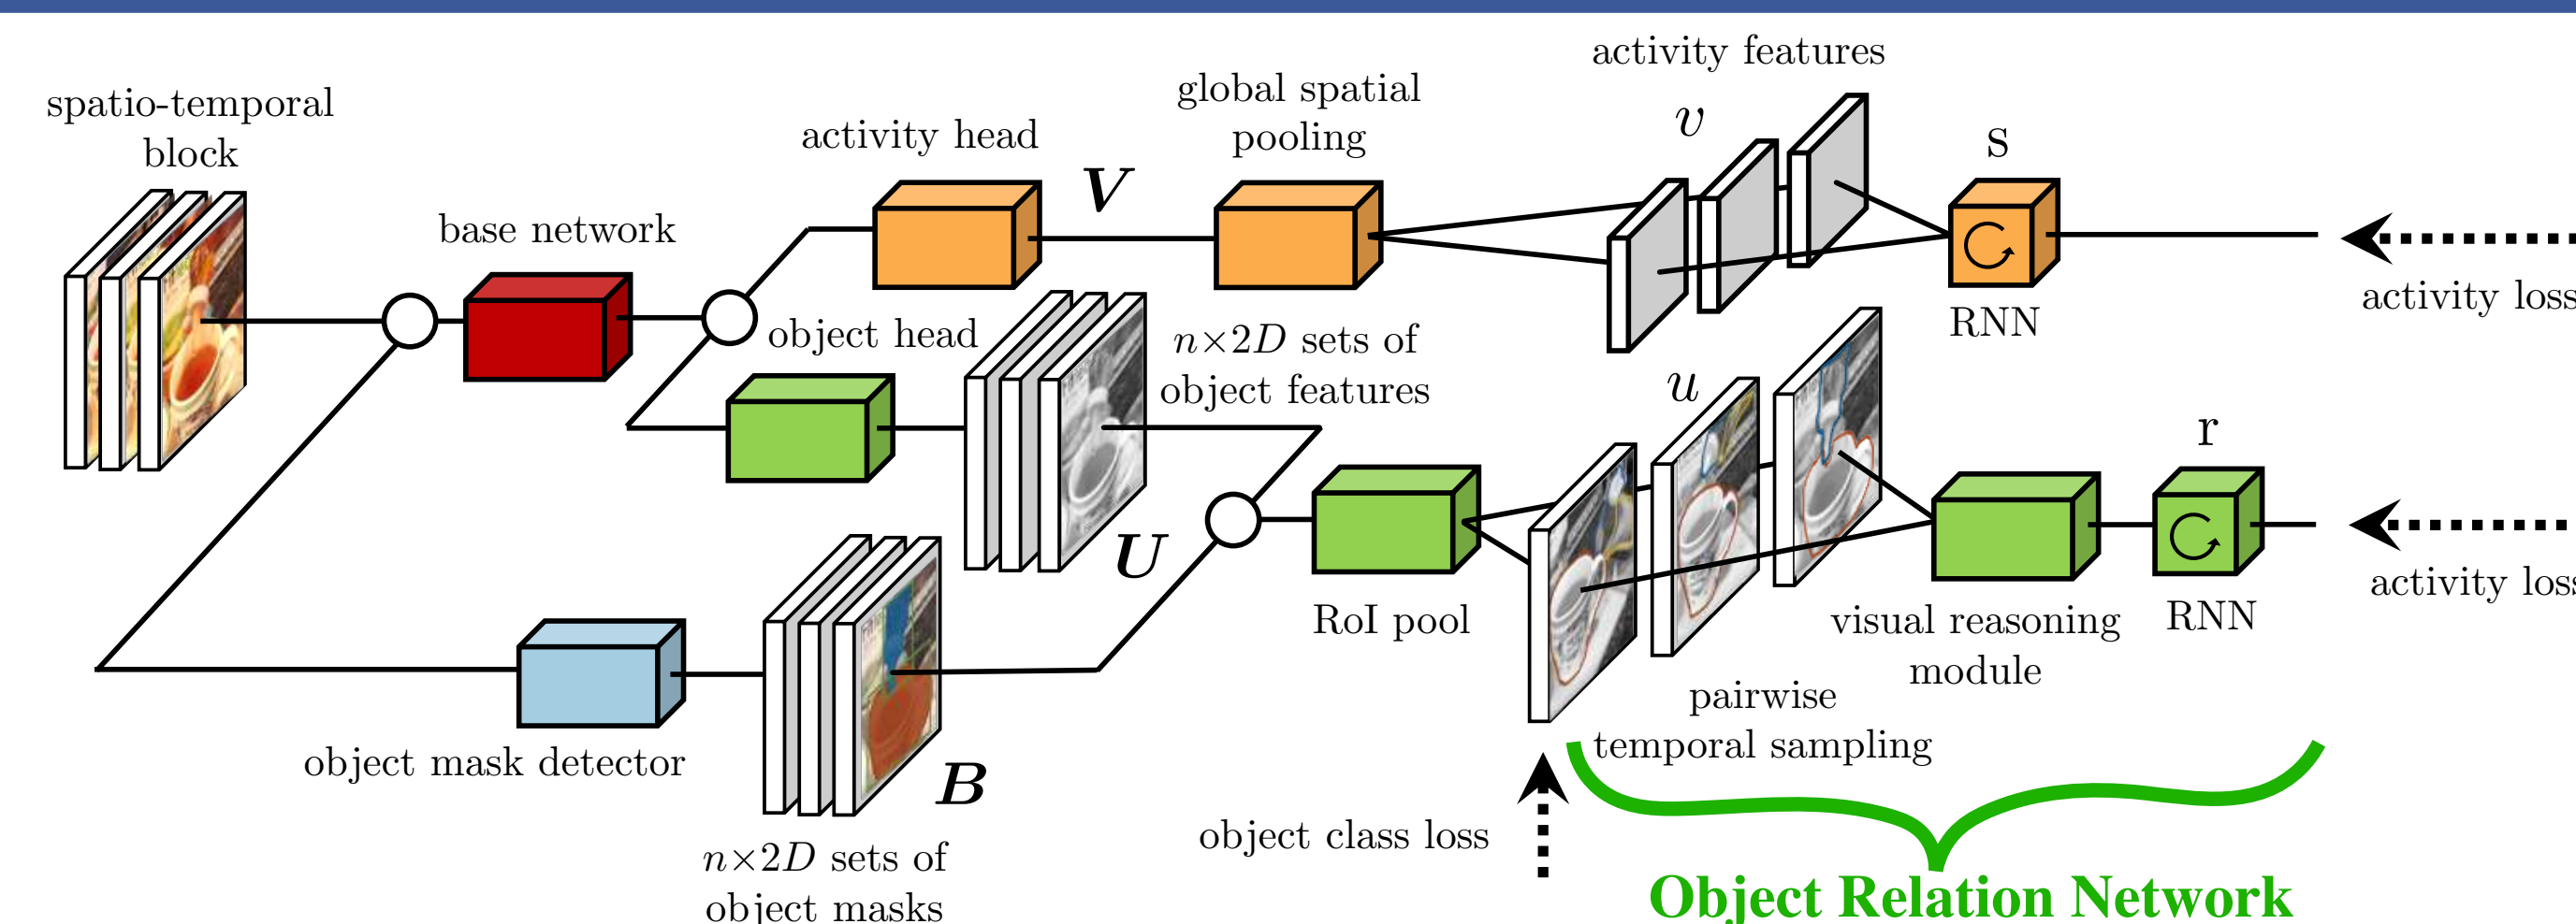 spatio-temporal
block
base network
activity head
V
global spatial
pooling
activity features
v
s
RNN
activity loss
object head
n×2D sets of
object features
U
object mask detector
B
n×2D sets of
object masks
RoI pool
u
pairwise
temporal sampling
visual reasoning
module
r
RNN
activity loss
object class loss
Object Relation Network